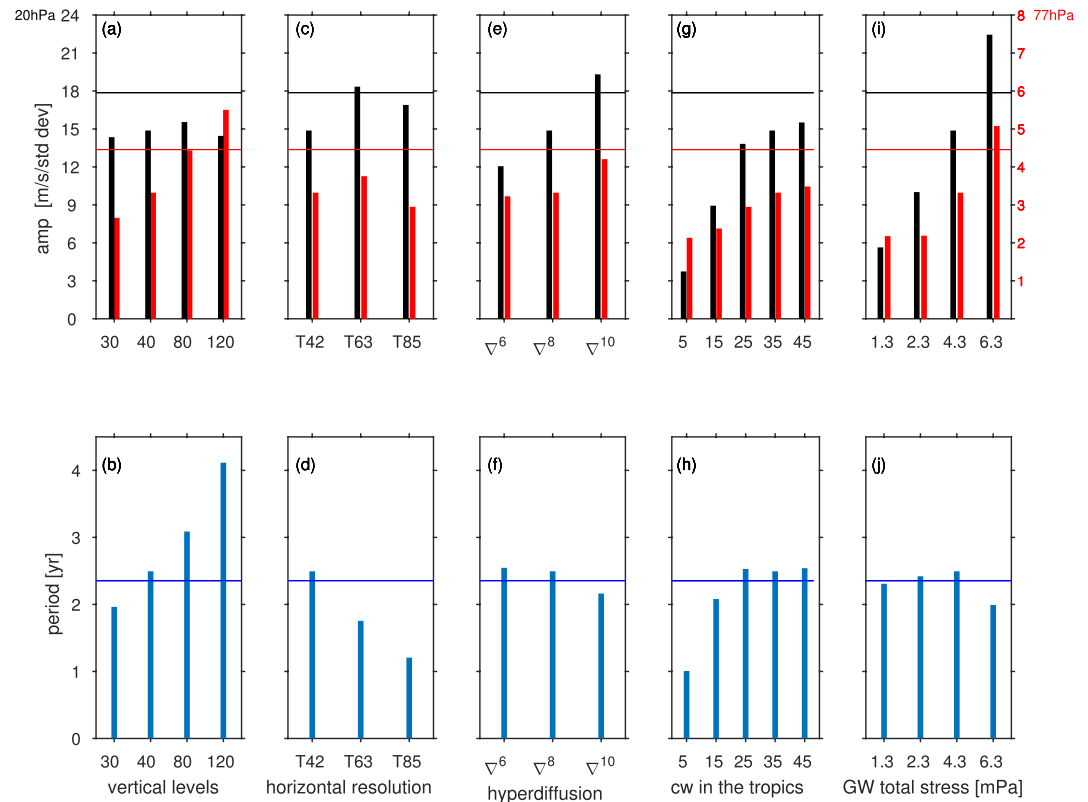 20hPa 24 (a) (c) (e) (g) (i) 8 77hPa
21 7
18 6
15 5
12 4
9 3
6 2
3 1
0
amp [m/s/std dev]
30 40 80 120 T42 T63 T85 ∇⁶ ∇⁸ ∇¹⁰ 5 15 25 35 45 1.3 2.3 4.3 6.3
(b) (d) (f) (h) (j)
4
3
2
1
0
period [yr]
30 40 80 120 T42 T63 T85 ∇⁶ ∇⁸ ∇¹⁰ 5 15 25 35 45 1.3 2.3 4.3 6.3
vertical levels horizontal resolution hyperdiffusion cw in the tropics GW total stress [mPa]